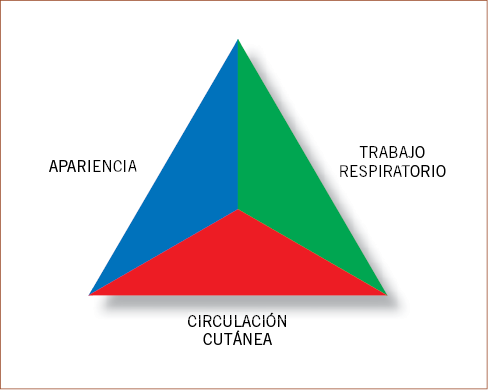 APARIENCIA
TRABAJO
RESPIRATORIO
CIRCULACIÓN
CUTÁNEA